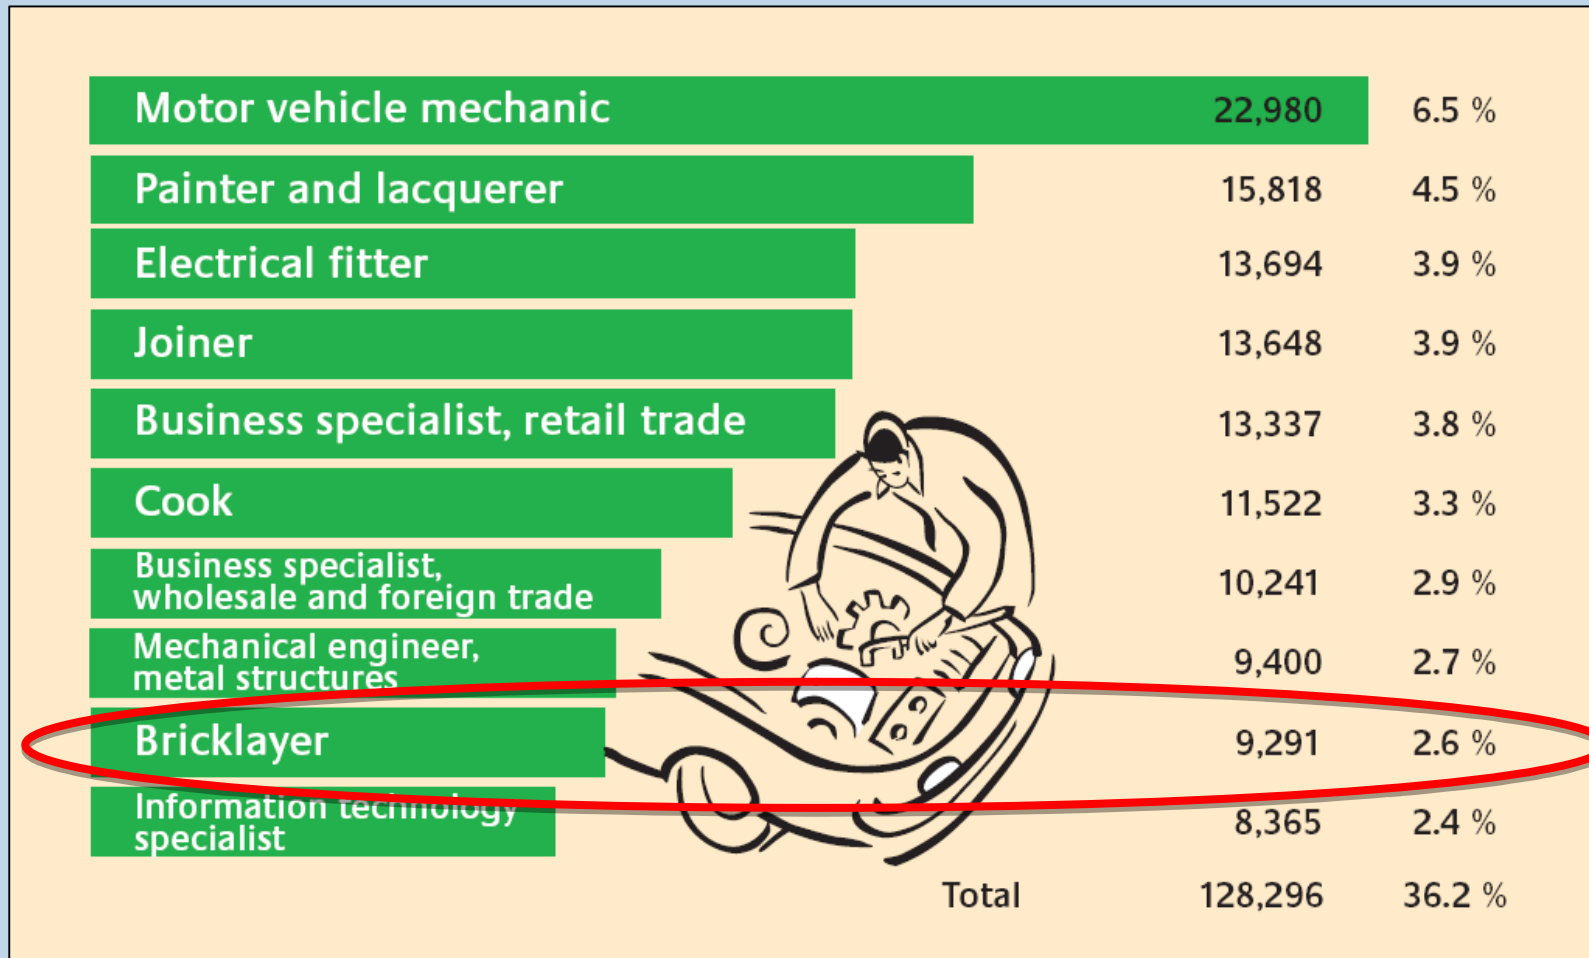 Motor vehicle mechanic 22,980 6.5 %
Painter and lacquerer 15,818 4.5 %
Electrical fitter 13,694 3.9 %
Joiner 13,648 3.9 %
Business specialist, retail trade 13,337 3.8 %
Cook 11,522 3.3 %
Business specialist,
wholesale and foreign trade 10,241 2.9 %
Mechanical engineer,
metal structures 9,400 2.7 %
Bricklayer 9,291 2.6 %
Information technology
specialist 8,365 2.4 %
Total 128,296 36.2 %